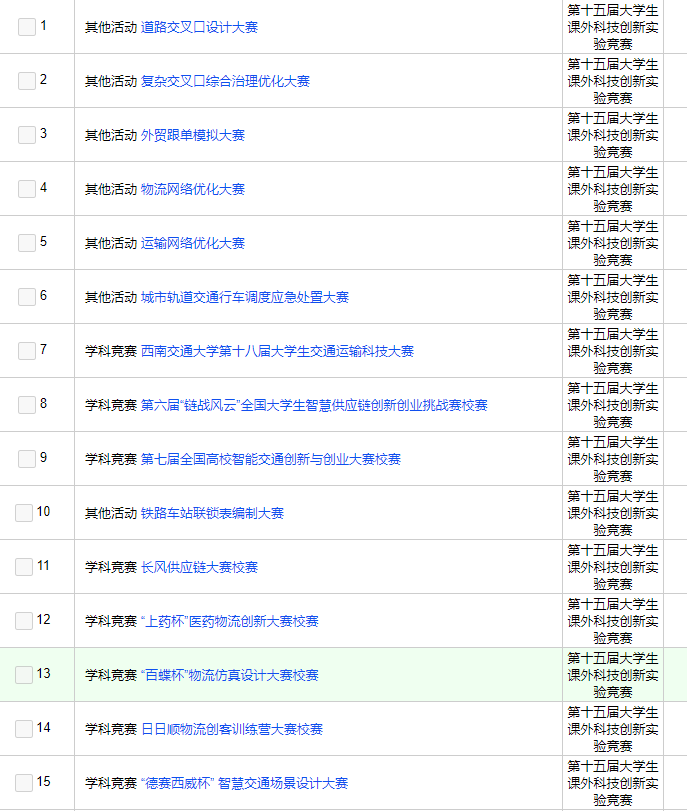 1 其他活动 道路交叉口设计大赛 第十五届大学生
课外科技创新实
验竞赛
2 其他活动 复杂交叉口综合治理优化大赛 第十五届大学生
课外科技创新实
验竞赛
3 其他活动 外贸跟单模拟大赛 第十五届大学生
课外科技创新实
验竞赛
4 其他活动 物流网络优化大赛 第十五届大学生
课外科技创新实
验竞赛
5 其他活动 运输网络优化大赛 第十五届大学生
课外科技创新实
验竞赛
6 其他活动 城市轨道交通行车调度应急处置大赛 第十五届大学生
课外科技创新实
验竞赛
7 学科竞赛 西南交通大学第十八届大学生交通运输科技大赛 第十五届大学生
课外科技创新实
验竞赛
8 学科竞赛 第六届“链战风云”全国大学生智慧供应链创新创业挑战赛校赛 第十五届大学生
课外科技创新实
验竞赛
9 学科竞赛 第七届全国高校智能交通创新与创业大赛校赛 第十五届大学生
课外科技创新实
验竞赛
10 其他活动 铁路车站联锁表编制大赛 第十五届大学生
课外科技创新实
验竞赛
11 学科竞赛 长风供应链大赛校赛 第十五届大学生
课外科技创新实
验竞赛
12 学科竞赛 “上药杯”医药物流创新大赛校赛 第十五届大学生
课外科技创新实
验竞赛
13 学科竞赛 “百蝶杯”物流仿真设计大赛校赛 第十五届大学生
课外科技创新实
验竞赛
14 学科竞赛 日日顺物流创客训练营大赛校赛 第十五届大学生
课外科技创新实
验竞赛
15 学科竞赛 “德赛西威杯” 智慧交通场景设计大赛 第十五届大学生
课外科技创新实
验竞赛